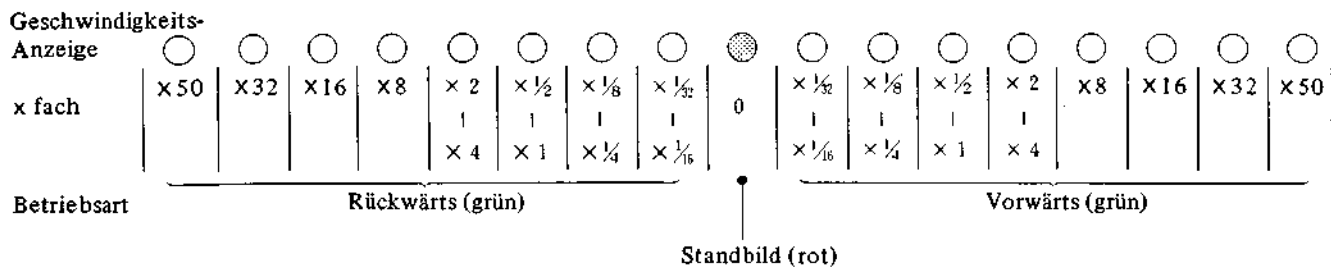 Geschwindigkeits-
Anzeige
x fach
×50 ×32 ×16 ×8 × 2 × ½ × ⅛ × 1/32 0 × 1/32 × ⅛ × ½ × 2 ×8 ×16 ×32 ×50
× 4 × 1 × ¼ × 1/16 × 1/16 × ¼ × 1 × 4
Betriebsart Rückwärts (grün) Vorwärts (grün)
Standbild (rot)